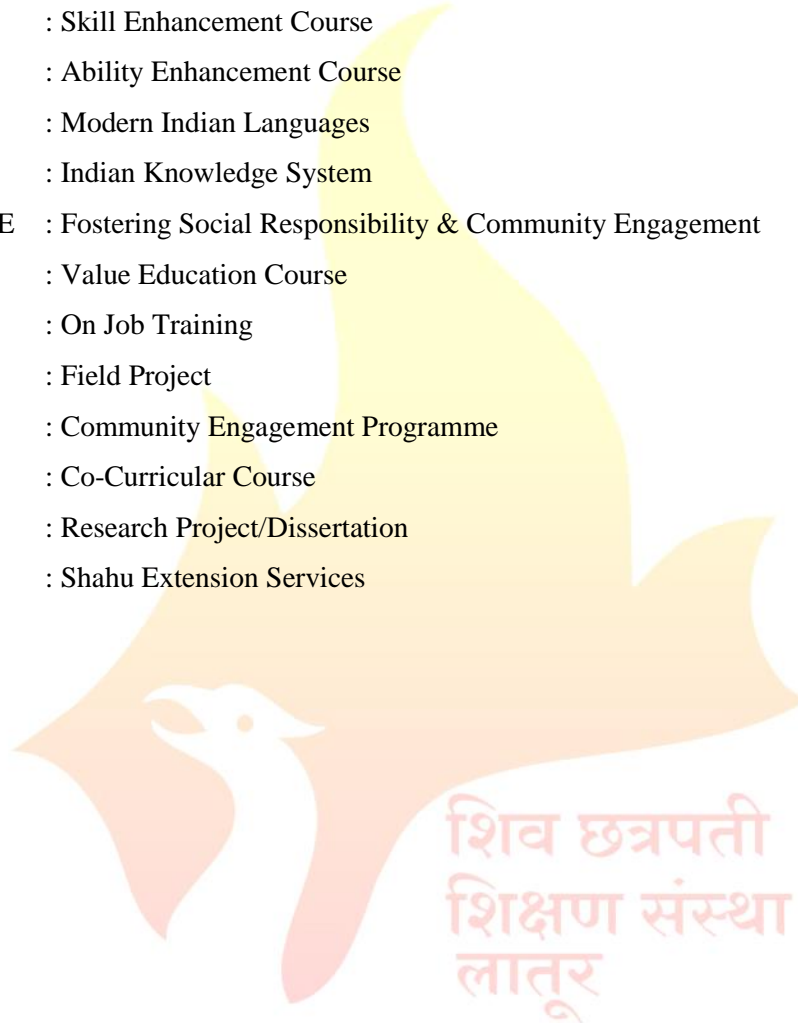 : Skill Enhancement Course
: Ability Enhancement Course
: Modern Indian Languages
: Indian Knowledge System
E : Fostering Social Responsibility & Community Engagement
: Value Education Course
: On Job Training
: Field Project
: Community Engagement Programme
: Co-Curricular Course
: Research Project/Dissertation
: Shahu Extension Services
शिव छत्रपती
शिक्षण संस्था
लातूर